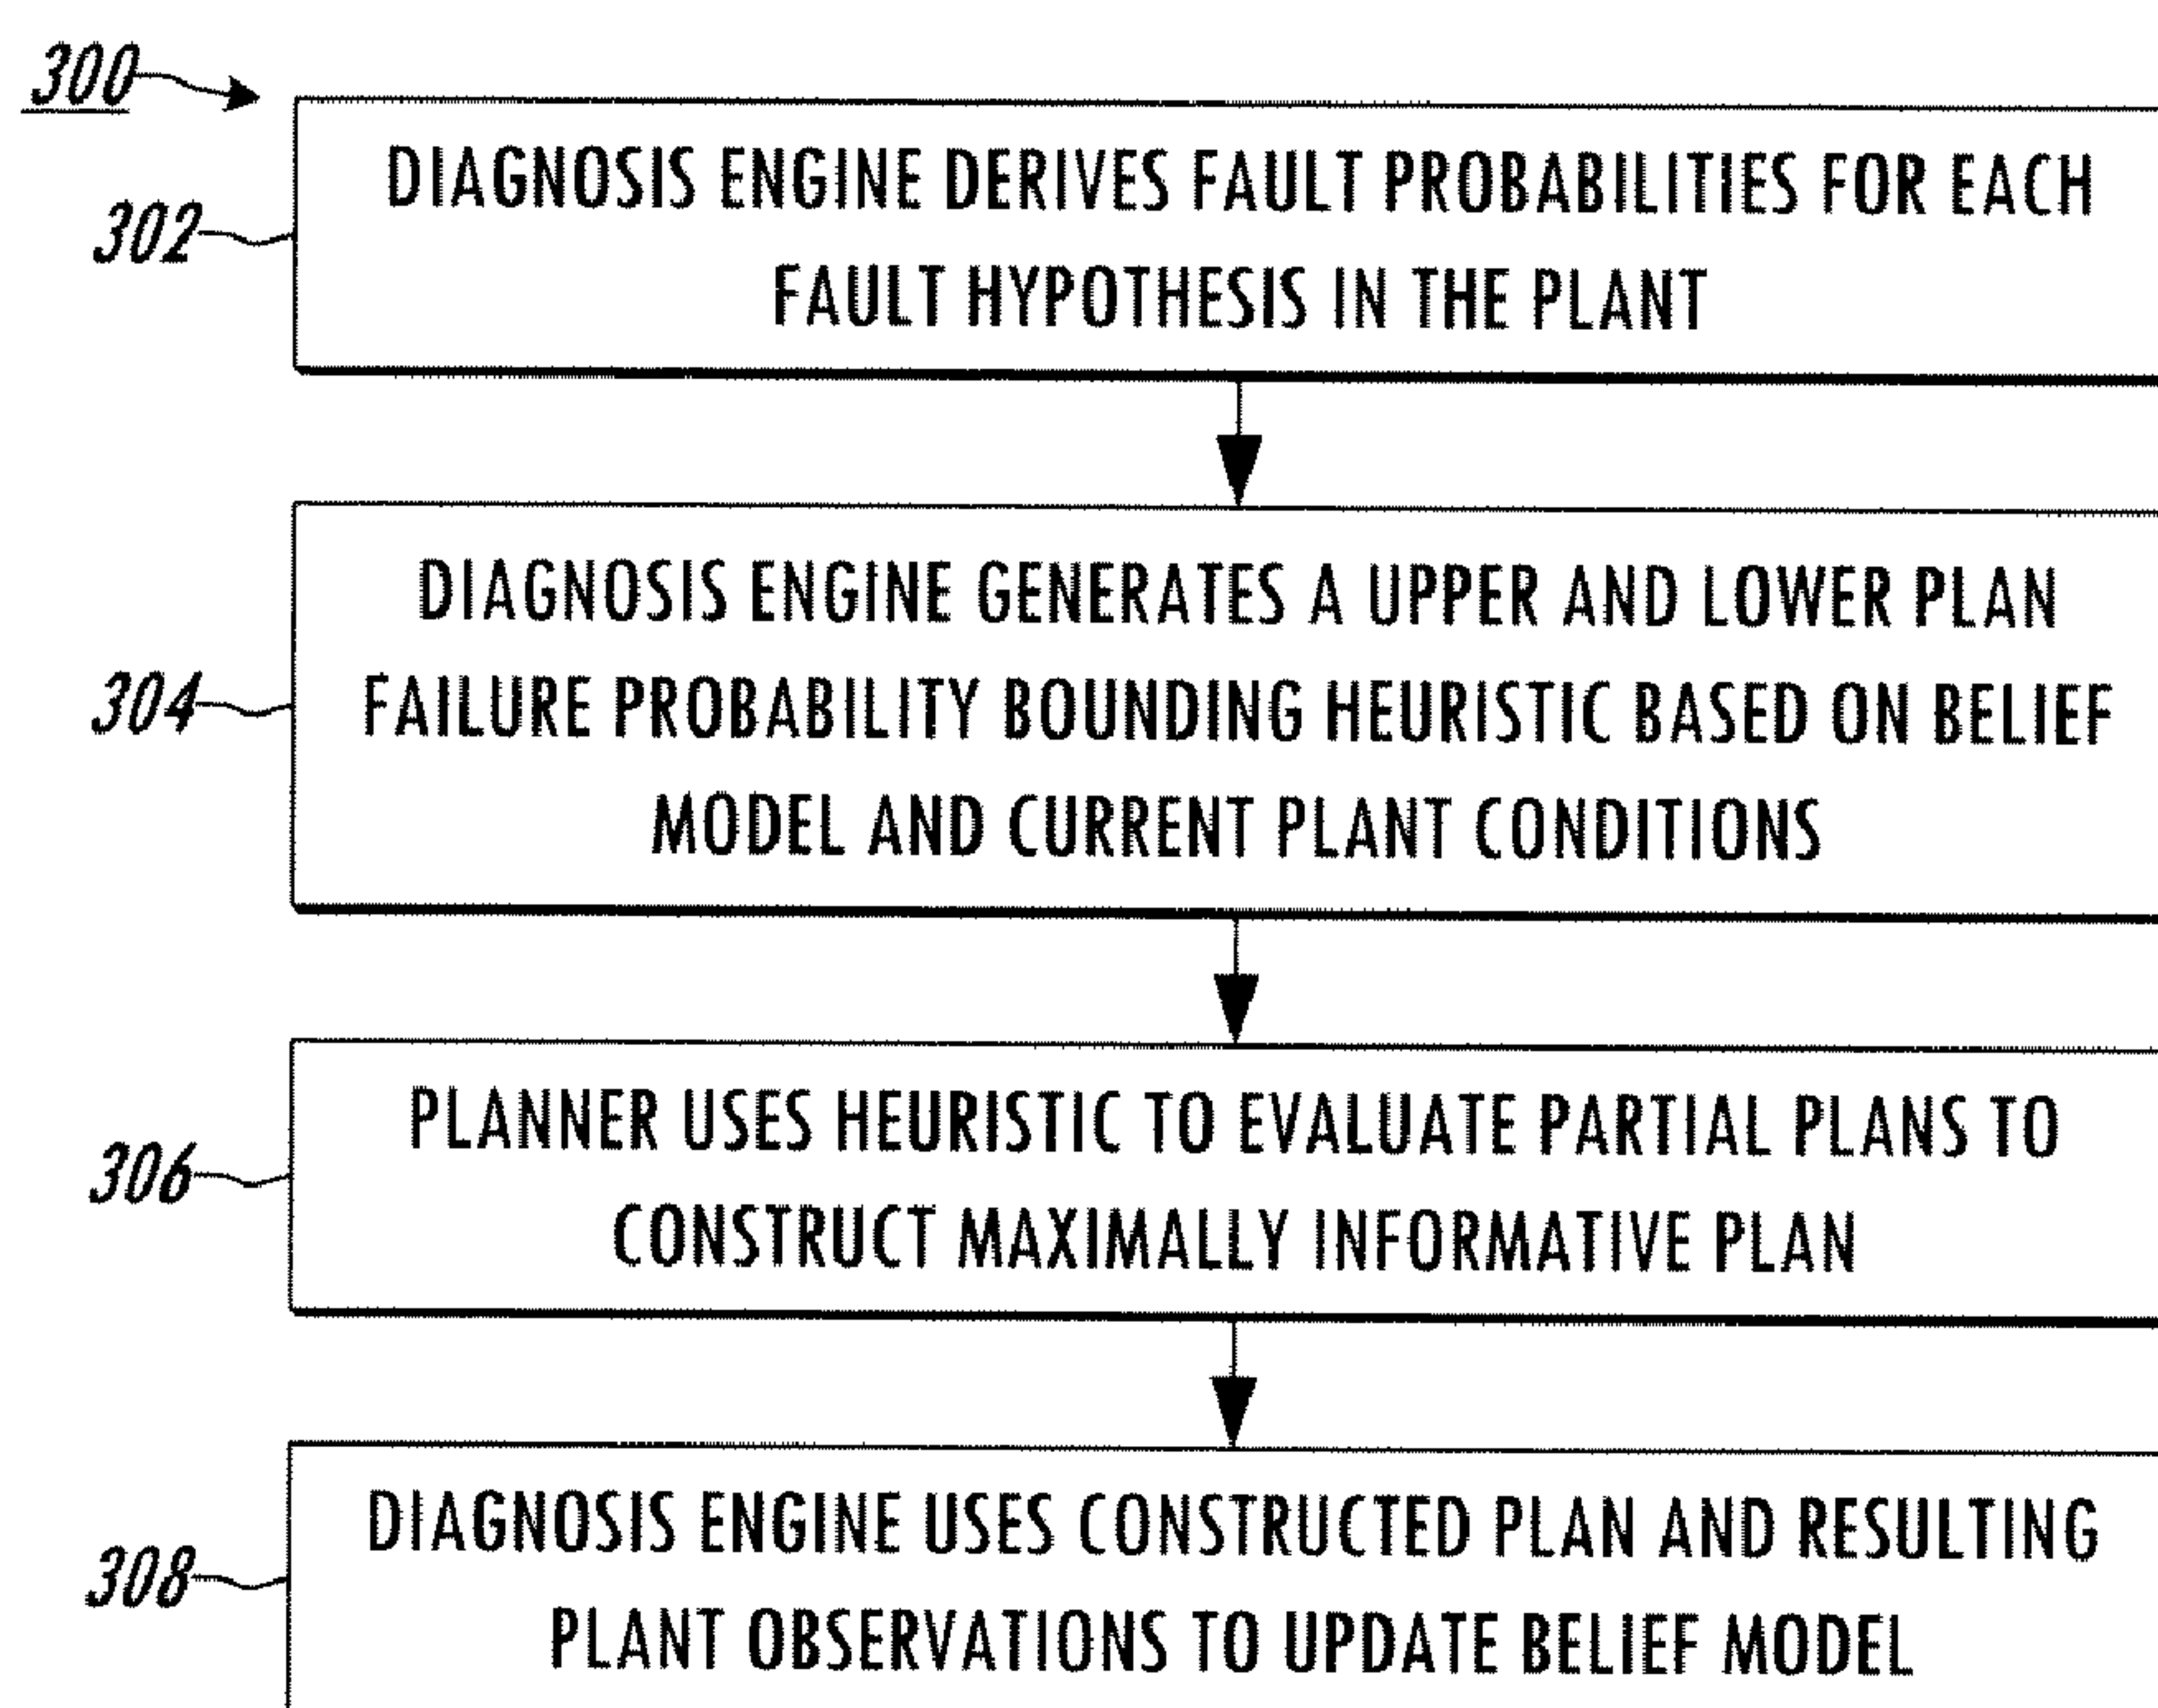 300
302
DIAGNOSIS ENGINE DERIVES FAULT PROBABILITIES FOR EACH
FAULT HYPOTHESIS IN THE PLANT
304
DIAGNOSIS ENGINE GENERATES A UPPER AND LOWER PLAN
FAILURE PROBABILITY BOUNDING HEURISTIC BASED ON BELIEF
MODEL AND CURRENT PLANT CONDITIONS
306
PLANNER USES HEURISTIC TO EVALUATE PARTIAL PLANS TO
CONSTRUCT MAXIMALLY INFORMATIVE PLAN
308
DIAGNOSIS ENGINE USES CONSTRUCTED PLAN AND RESULTING
PLANT OBSERVATIONS TO UPDATE BELIEF MODEL